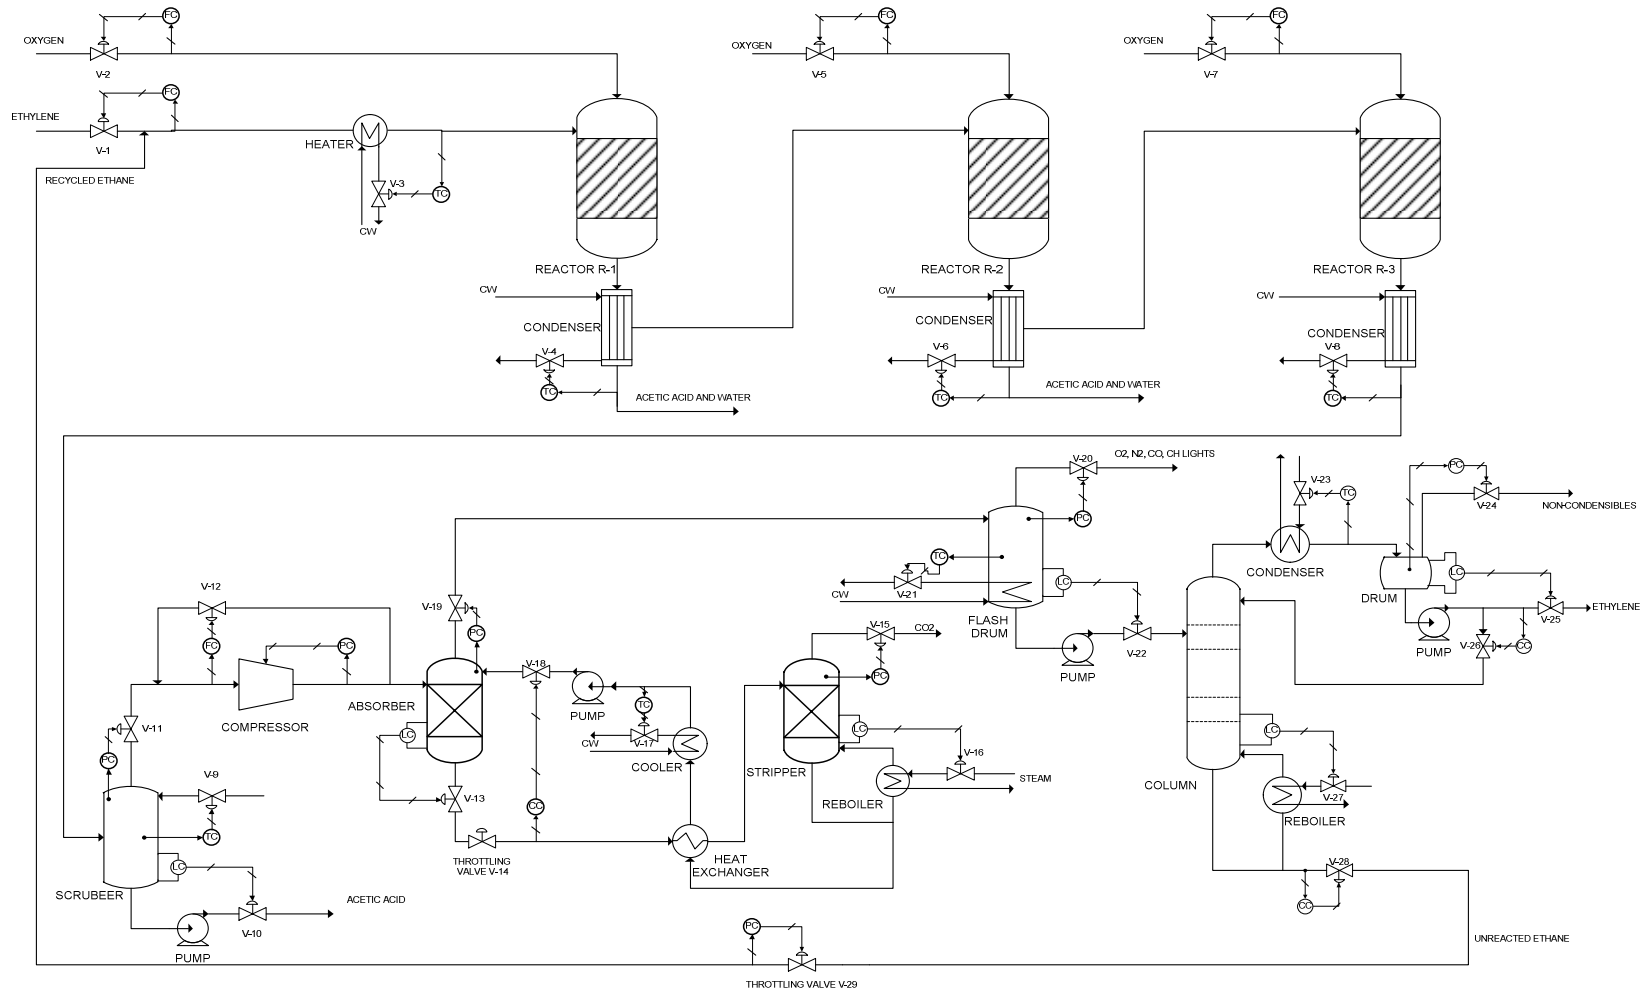 FC
FC
FC
OXYGEN
OXYGEN
OXYGEN
V-2
V-5
V-7
FC
ETHYLENE
V-1
HEATER
RECYCLED ETHANE
V-3
TC
CW
REACTOR R-1
REACTOR R-2
REACTOR R-3
CW
CW
CW
CONDENSER
CONDENSER
CONDENSER
V-4
V-6
V-8
TC
TC
TC
ACETIC ACID AND WATER
ACETIC ACID AND WATER
V-20
O2, N2, CO, CH LIGHTS
PC
PC
V-23
TC
V-24
NON-CONDENSIBLES
TC
V-21
CW
LC
FLASH
DRUM
CONDENSER
LC
DRUM
ETHYLENE
V-25
PUMP
V-26
CC
V-12
FC
PC
V-19
PC
V-15
CO2
PC
PUMP
V-22
COMPRESSOR
ABSORBER
V-18
PUMP
TC
V-11
PC
LC
CW
V-17
COOLER
STRIPPER
LC
V-16
STEAM
REBOILER
LC
COLUMN
V-27
REBOILER
V-9
TC
V-13
CC
THROTTLING
VALVE V-14
HEAT
EXCHANGER
LC
SCRUBEER
ACETIC ACID
V-10
PUMP
V-28
CC
PC
UNREACTED ETHANE
THROTTLING VALVE V-29